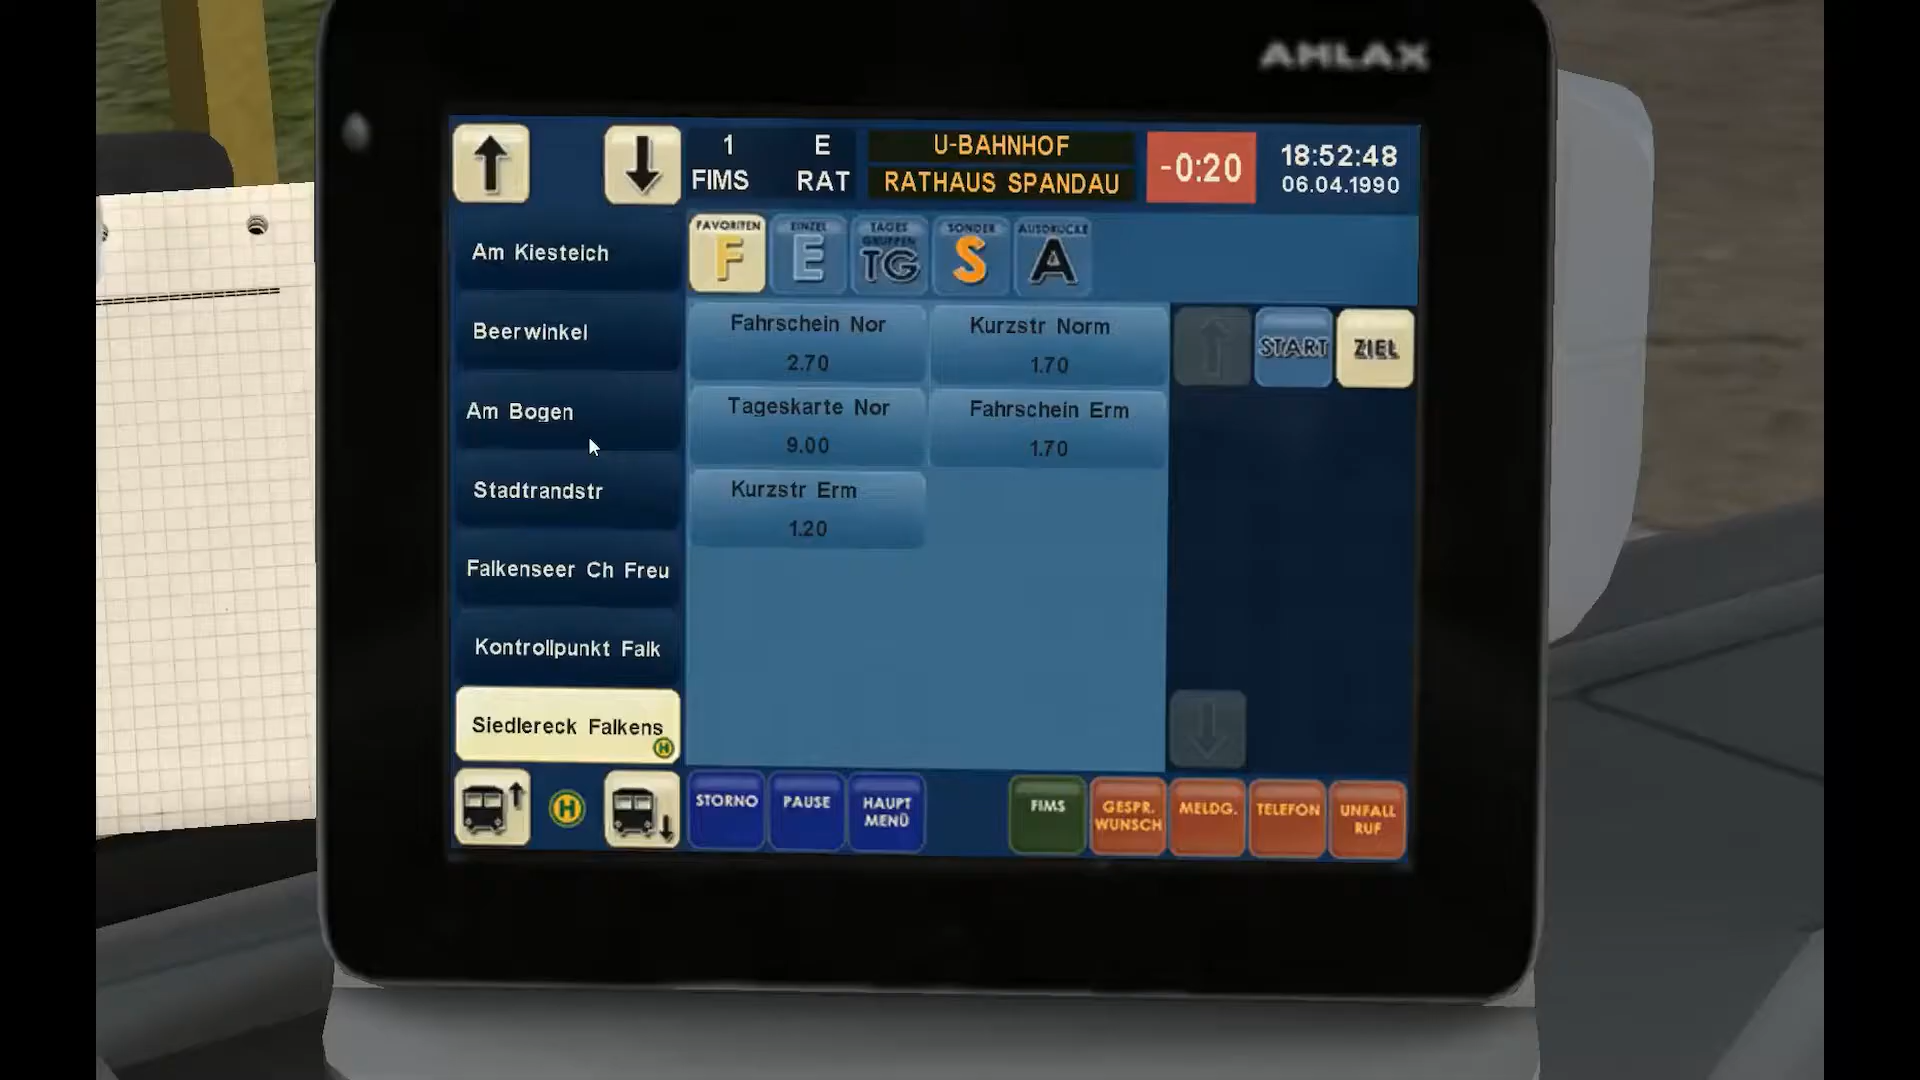 AHLAX
1 E
FIMS RAT
U-BAHNHOF
RATHAUS SPANDAU
-0:20
18:52:48
06.04.1990
Am Kiesteich
Beerwinkel
Am Bogen
Stadtrandstr
Falkenseer Ch Freu
Kontrollpunkt Falk
Siedlereck Falkens
H
FAVORITEN
F
EINZEL
E
TAGES
GRUPPEN
TG
SONDER
S
AUSDRUCKE
A
Fahrschein Nor
2.70
Kurzstr Norm
1.70
Tageskarte Nor
9.00
Fahrschein Erm
1.70
Kurzstr Erm
1.20
START
ZIEL
H
STORNO
PAUSE
HAUPT
MENÜ
FIMS
GESPR.
WUNSCH
MELDG.
TELEFON
UNFALL
RUF